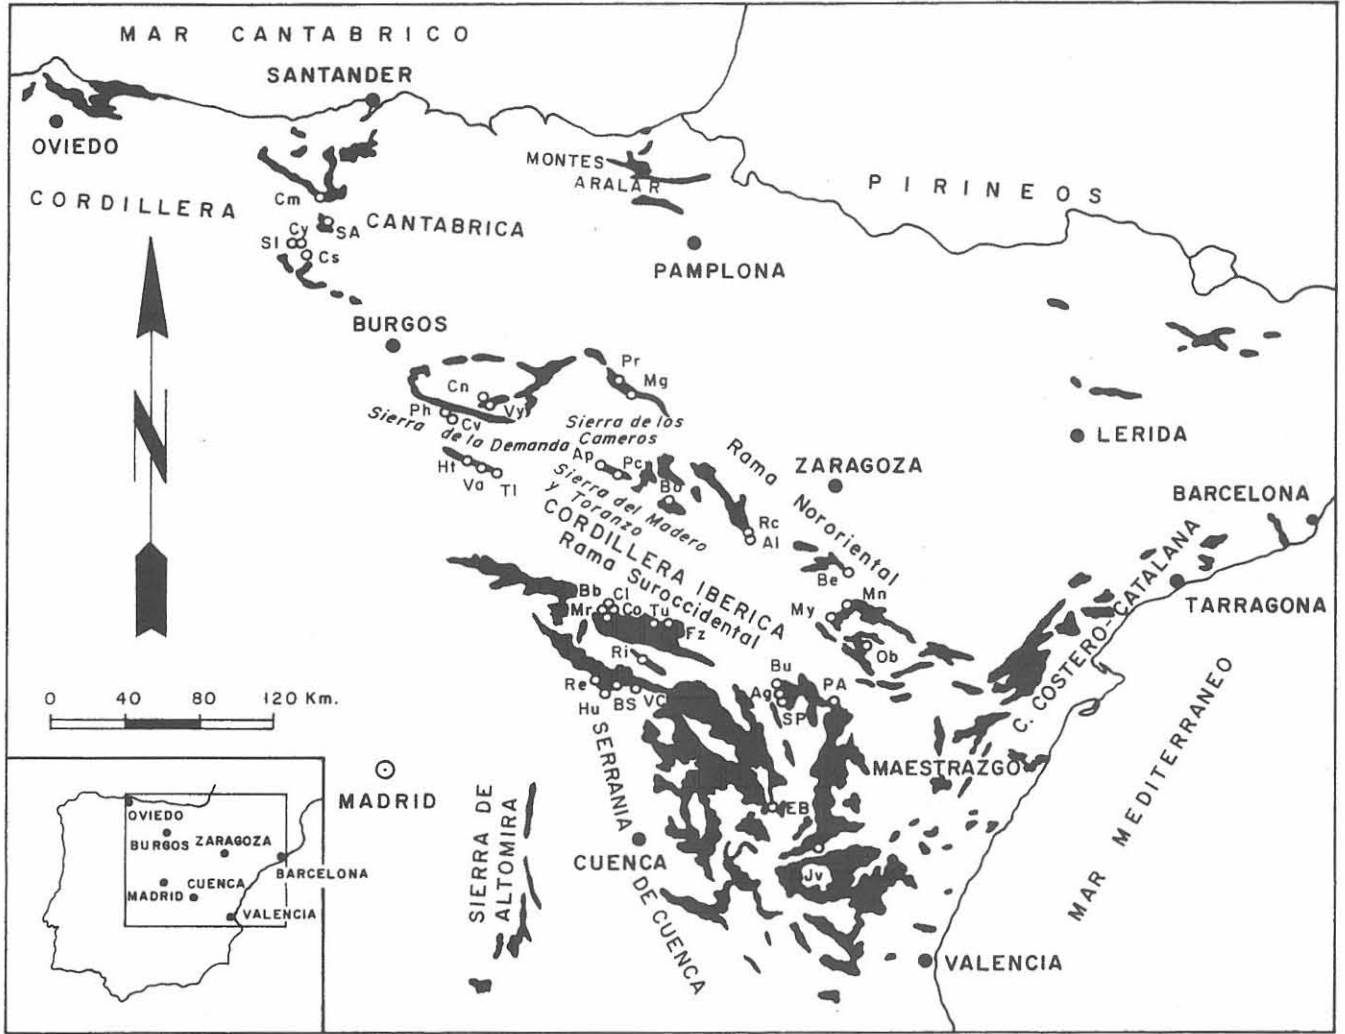 MAR CANTABRICO
SANTANDER
OVIEDO
MONTES
ARALAR
PIRINEOS
CORDILLERA
CANTABRICA
Cm
SA
Cy
SI
Cs
PAMPLONA
BURGOS
Pr
Mg
Cn
Vy
Ph
Cv
Sierra de la Demanda
Sierra de los
Cameros
Ht
Va
Tl
Ap
Pc
Bo
Sierra del Madero
y Toranzo
Rama Nororiental
ZARAGOZA
LERIDA
BARCELONA
TARRAGONA
Rc
Al
CORDILLERA IBERICA
Rama Suroccidental
Be
Mn
My
Ob
Bb
Cl
Mr
Co
Tu
Fz
Ri
Re
Hu
BS
VC
Bu
Ag
SP
PA
C. COSTERO-CATALANA
MAR MEDITERRANEO
MAESTRAZGO
EB
Jv
SERRANIA
DE CUENCA
CUENCA
VALENCIA
MADRID
SIERRA DE
ALTOMIRA
N
0 40 80 120 Km.
OVIEDO
BURGOS
ZARAGOZA
BARCELONA
MADRID
CUENCA
VALENCIA